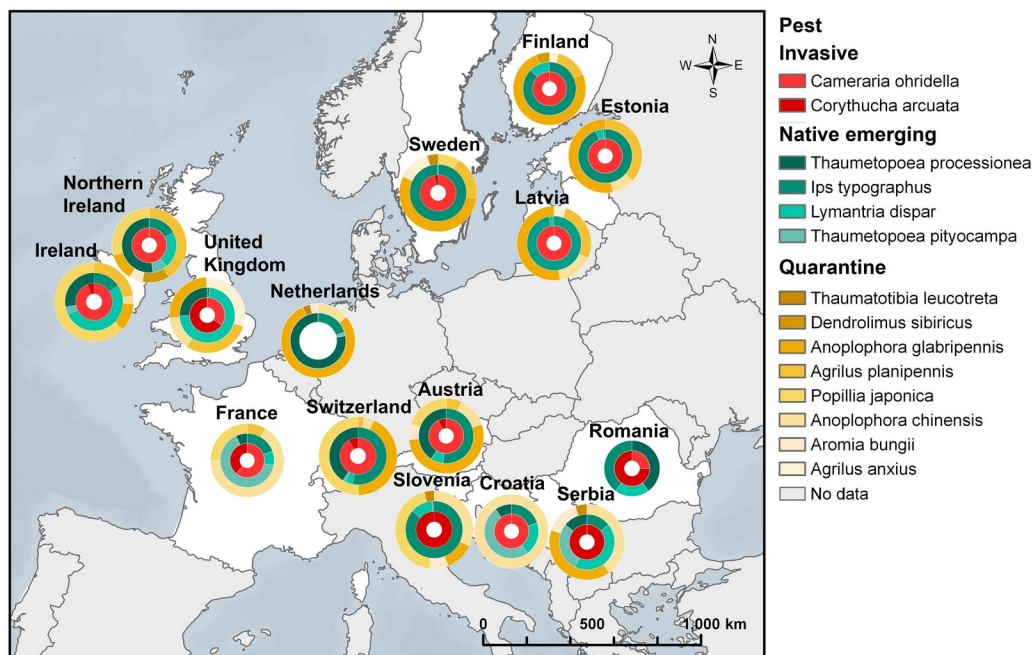 Finland
N
W E
S
Estonia
Sweden
Northern
Ireland
Latvia
Ireland
United
Kingdom
Netherlands
Austria
Switzerland
France
Romania
Slovenia
Croatia
Serbia
0 500 1.000 km
Pest
Invasive
Cameraria ohridella
Corythucha arcuata
Native emerging
Thaumetopoea processionea
Ips typographus
Lymantria dispar
Thaumetopoea pityocampa
Quarantine
Thaumatotibia leucotreta
Dendrolimus sibiricus
Anoplophora glabripennis
Agrilus planipennis
Popillia japonica
Anoplophora chinensis
Aromia bungii
Agrilus anxius
No data